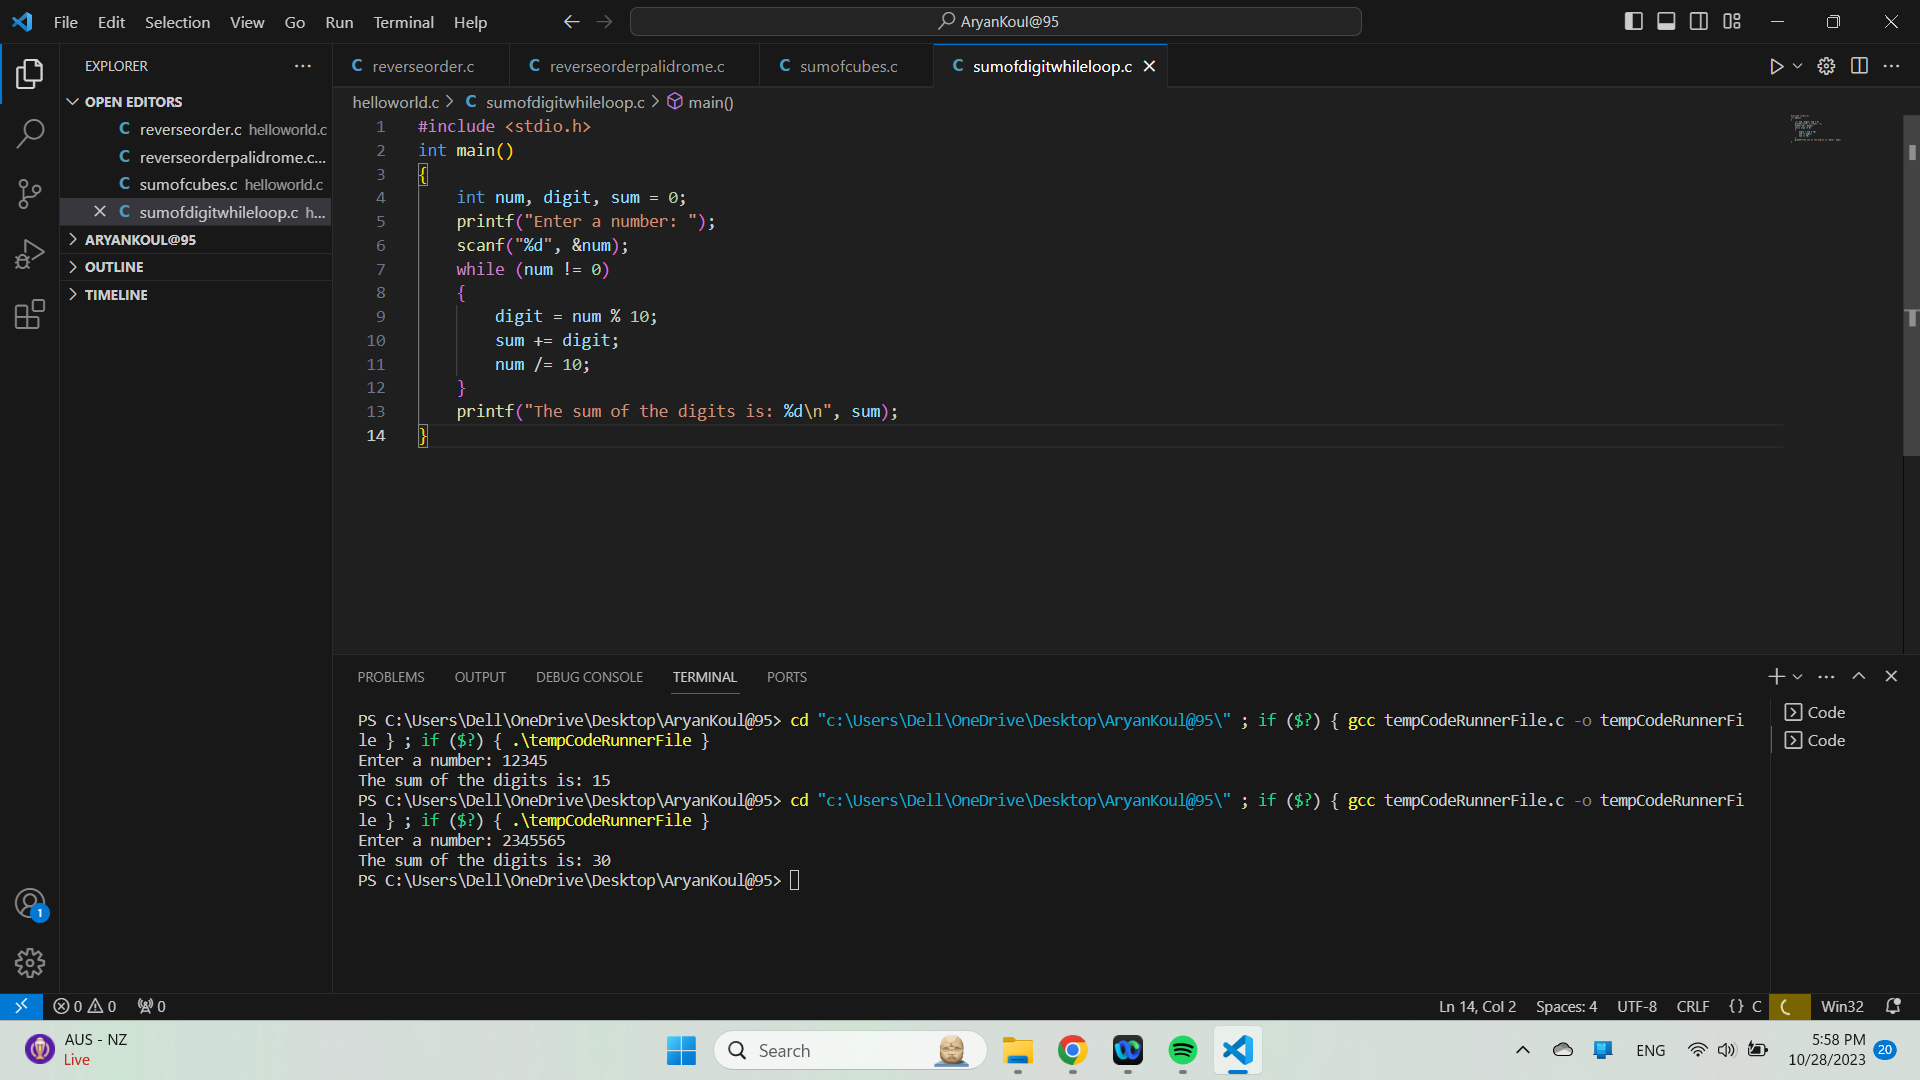 File Edit Selection View Go Run Terminal Help
AryanKoul@95
EXPLORER
OPEN EDITORS
C reverseorder.c helloworld.c
C reverseorderpalidrome.c...
C sumofcubes.c helloworld.c
C sumofdigitwhileloop.c h...
ARYANKOUL@95
OUTLINE
TIMELINE
C reverseorder.c C reverseorderpalidrome.c C sumofcubes.c C sumofdigitwhileloop.c
helloworld.c > C sumofdigitwhileloop.c > main()
1 #include <stdio.h>
2 int main()
3 {
4 int num, digit, sum = 0;
5 printf("Enter a number: ");
6 scanf("%d", &num);
7 while (num != 0)
8 {
9 digit = num % 10;
10 sum += digit;
11 num /= 10;
12 }
13 printf("The sum of the digits is: %d\n", sum);
14 }
PROBLEMS OUTPUT DEBUG CONSOLE TERMINAL PORTS
PS C:\Users\Dell\OneDrive\Desktop\AryanKoul@95> cd "c:\Users\Dell\OneDrive\Desktop\AryanKoul@95\" ; if ($?) { gcc tempCodeRunnerFile.c -o tempCodeRunnerFi
le } ; if ($?) { .\tempCodeRunnerFile }
Enter a number: 12345
The sum of the digits is: 15
PS C:\Users\Dell\OneDrive\Desktop\AryanKoul@95> cd "c:\Users\Dell\OneDrive\Desktop\AryanKoul@95\" ; if ($?) { gcc tempCodeRunnerFile.c -o tempCodeRunnerFi
le } ; if ($?) { .\tempCodeRunnerFile }
Enter a number: 2345565
The sum of the digits is: 30
PS C:\Users\Dell\OneDrive\Desktop\AryanKoul@95>
Code
Code
1
0 0 0
Ln 14, Col 2 Spaces: 4 UTF-8 CRLF {} C Win32
AUS - NZ
Live
Search
ENG
5:58 PM
10/28/2023
20